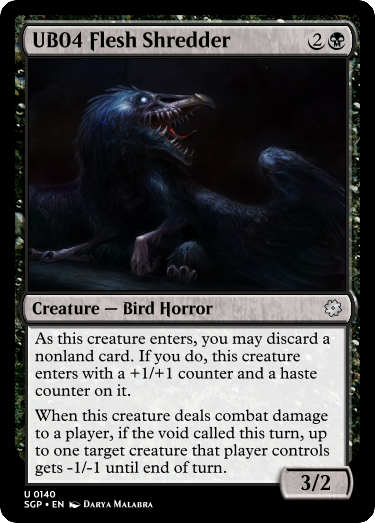 UB04 Flesh Shredder 2
Creature — Bird Horror
As this creature enters, you may discard a
nonland card. If you do, this creature
enters with a +1/+1 counter and a haste
counter on it.
When this creature deals combat damage
to a player, if the void called this turn, up
to one target creature that player controls
gets -1/-1 until end of turn.
3/2
U 0140
SGP • EN Darya Malabra